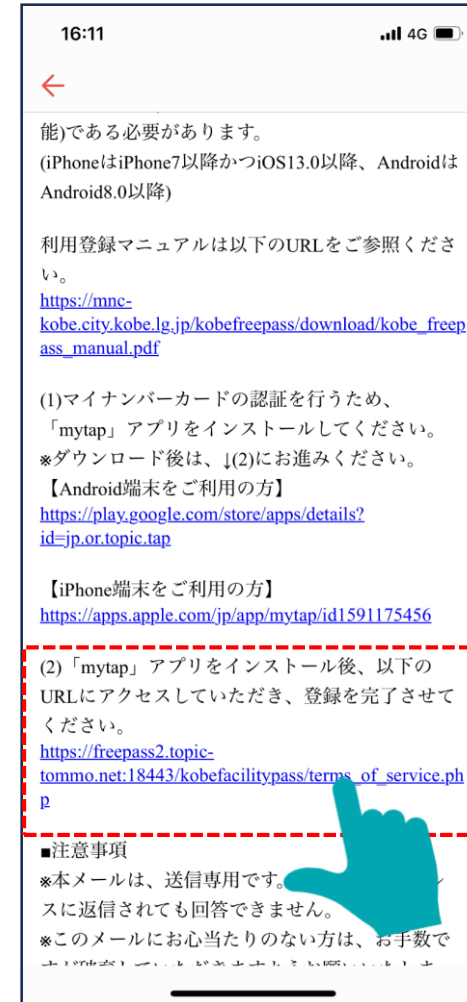 16:11
4G
能)である必要があります。
(iPhoneはiPhone7以降かつiOS13.0以降、Androidは
Android8.0以降)
利用登録マニュアルは以下のURLをご参照くださ
い。
https://mnc-
kobe.city.kobe.lg.jp/kobefreepass/download/kobe_freep
ass_manual.pdf
(1)マイナンバーカードの認証を行うため、
「mytap」アプリをインストールしてください。
※ダウンロード後は、↓(2)にお進みください。
【Android端末をご利用の方】
https://play.google.com/store/apps/details?
id=jp.or.topic.tap
【iPhone端末をご利用の方】
https://apps.apple.com/jp/app/mytap/id1591175456
(2)「mytap」アプリをインストール後、以下の
URLにアクセスしていただき、登録を完了させて
ください。
https://freepass2.topic-
tommo.net:18443/kobefacilitypass/terms_of_service.ph
p
■注意事項
※本メールは、送信専用です。
スに返信されても回答できません。
※このメールにお心当たりのない方は、お手数で